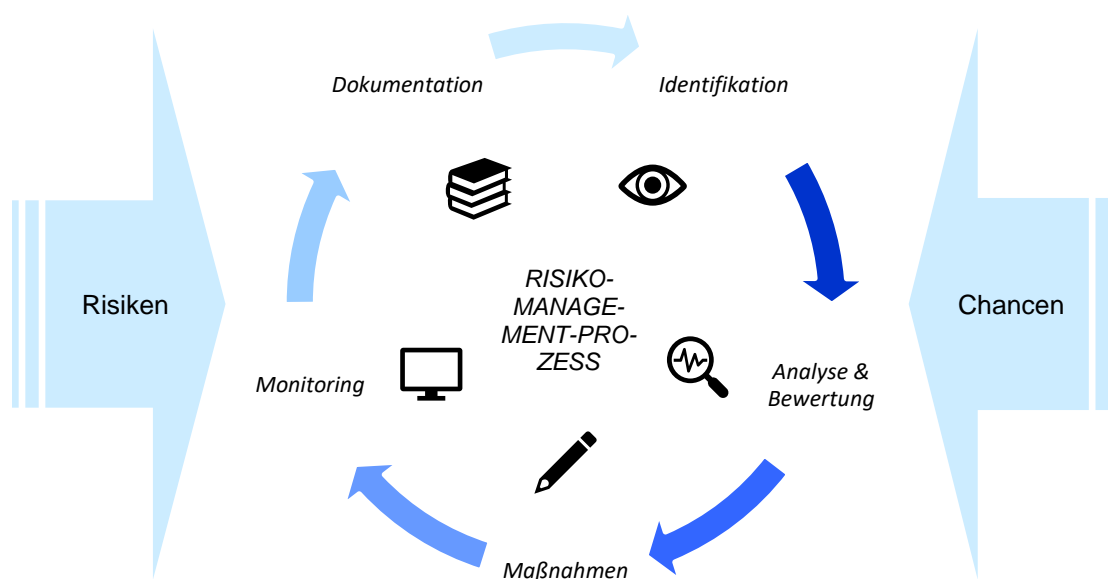 Dokumentation
Identifikation
Risiken
RISIKO-
MANAGE-
MENT-PRO-
ZESS
Chancen
Monitoring
Analyse &
Bewertung
Maßnahmen